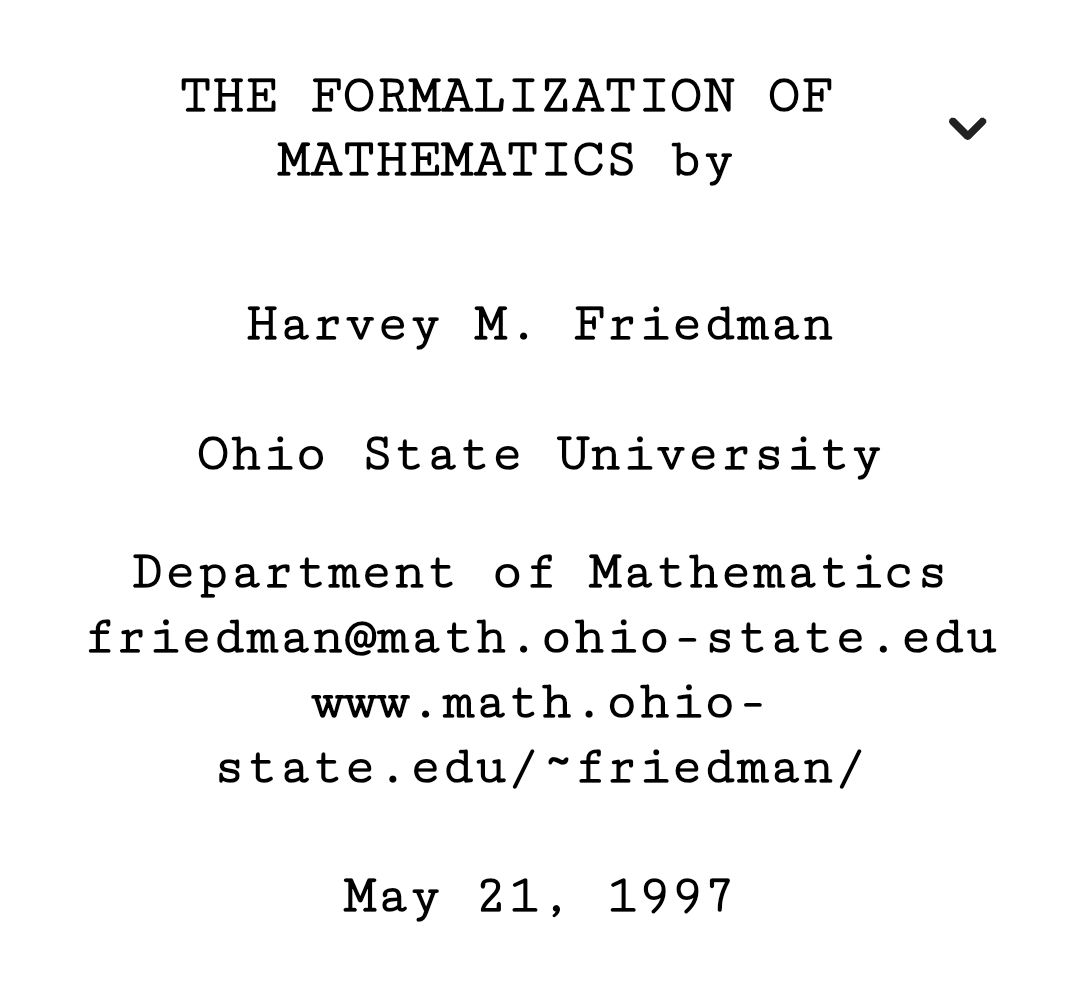 THE FORMALIZATION OF
MATHEMATICS by
Harvey M. Friedman
Ohio State University
Department of Mathematics
friedman@math.ohio-state.edu
www.math.ohio-
state.edu/~friedman/
May 21, 1997